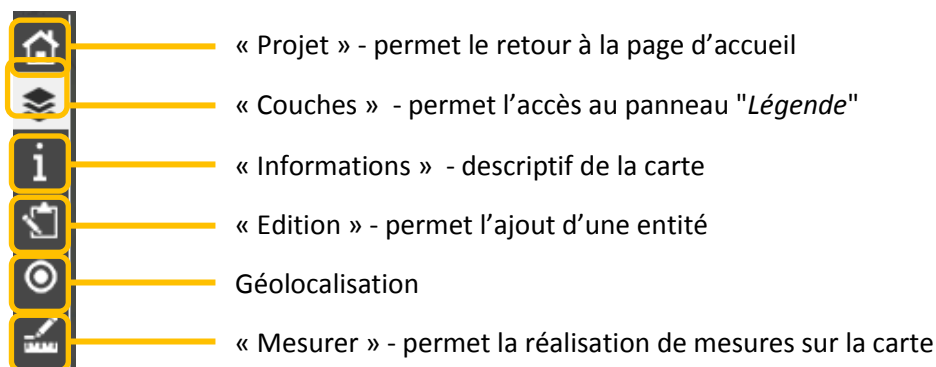 « Projet » - permet le retour à la page d’accueil
« Couches » - permet l’accès au panneau "Légende"
« Informations » - descriptif de la carte
« Edition » - permet l’ajout d’une entité
Géolocalisation
« Mesurer » - permet la réalisation de mesures sur la carte